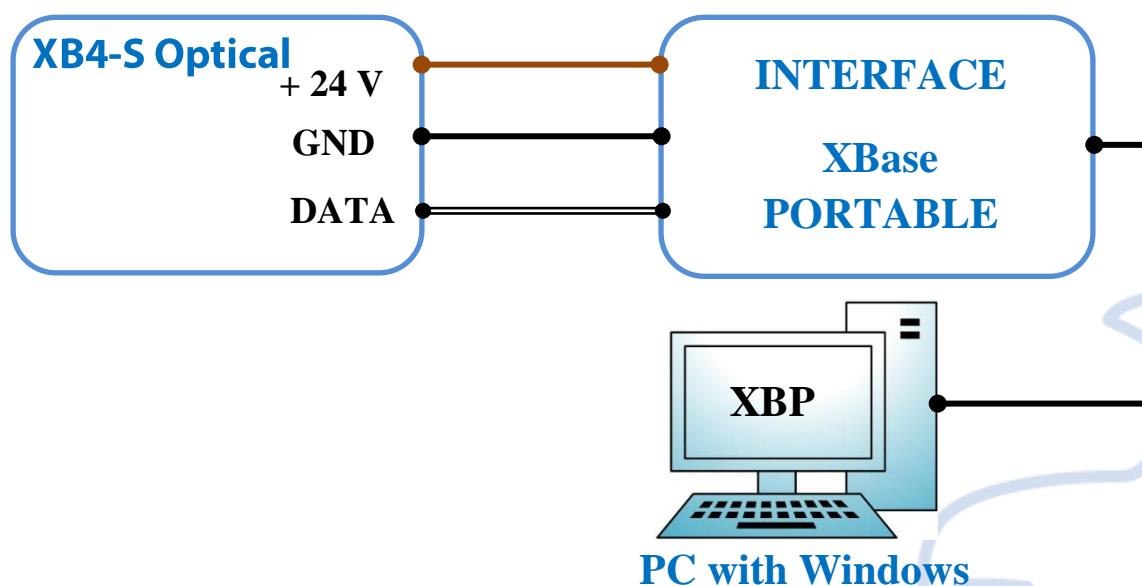 XB4-S Optical
+ 24 V
GND
DATA
INTERFACE
XBase
PORTABLE
XBP
PC with Windows